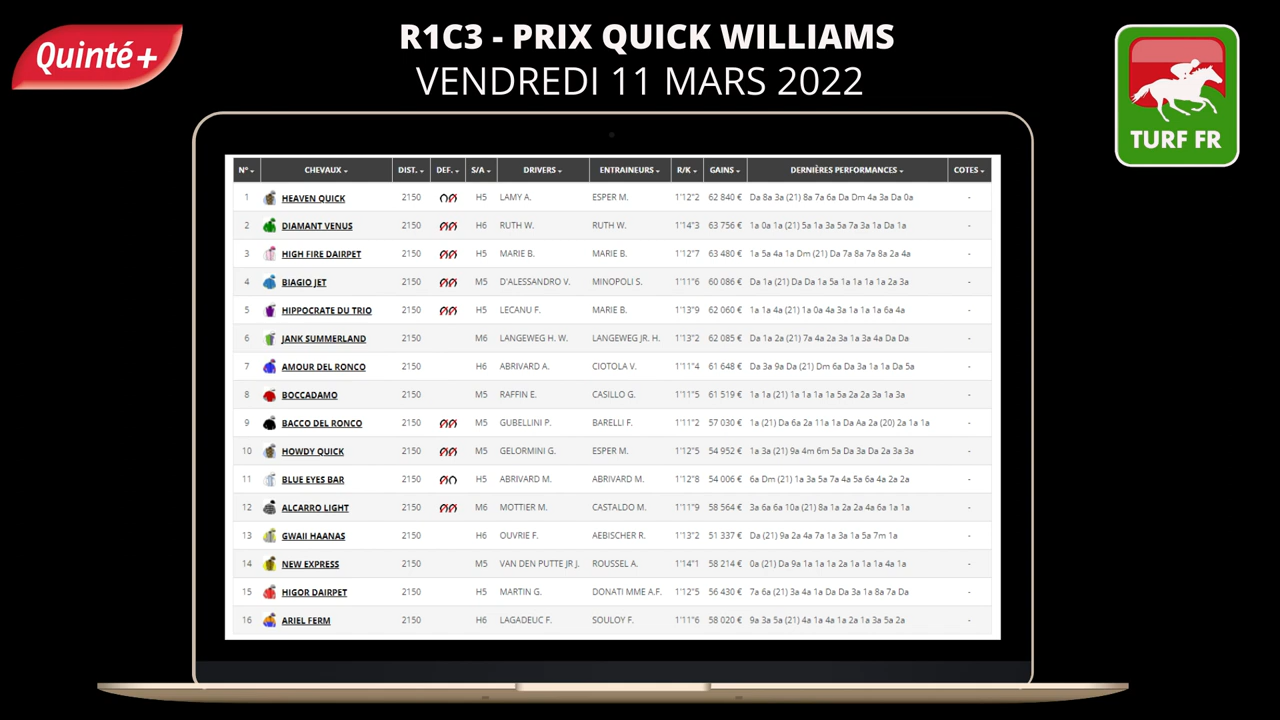 Quinté+
R1C3 - PRIX QUICK WILLIAMS
VENDREDI 11 MARS 2022
TURF FR
N° CHEVAUX DIST. DEF. S/A DRIVERS ENTRAINEURS R/K GAINS DERNIÈRES PERFORMANCES COTES
1 HEAVEN QUICK 2150 H5 LAMY A. ESPER M. 1'12"2 62 840 € Da 8a 3a (21) 8a 7a 6a Da Dm 4a 3a Da 0a -
2 DIAMANT VENUS 2150 H6 RUTH W. RUTH W. 1'14"3 63 756 € 1a 0a 1a (21) 5a 1a 3a 5a 7a 3a 1a Da 1a -
3 HIGH FIRE DAIRPET 2150 H5 MARIE B. MARIE B. 1'12"7 63 480 € 1a 5a 4a 1a Dm (21) Da 7a 8a 7a 8a 2a 4a -
4 BIAGIO JET 2150 M5 D'ALESSANDRO V. MINOPOLI S. 1'11"6 60 086 € Da 1a (21) Da Da 1a 5a 1a 1a 1a 1a 2a 3a -
5 HIPPOCRATE DU TRIO 2150 H5 LECANU F. MARIE B. 1'13"9 62 060 € 1a 1a 4a (21) 1a 0a 4a 3a 1a 1a 1a 6a 4a -
6 JANK SUMMERLAND 2150 M6 LANGEWEG H. W. LANGEWEG JR. H. 1'13"2 62 085 € Da 1a 2a (21) 7a 4a 2a 3a 1a 3a 4a Da Da -
7 AMOUR DEL RONCO 2150 H6 ABRIVARD A. CIOTOLA V. 1'11"4 61 648 € Da 3a 9a Da (21) Dm 6a Da 3a 1a 1a Da 5a -
8 BOCCADAMO 2150 M5 RAFFIN E. CASILLO G. 1'11"5 61 519 € 1a 1a (21) 1a 1a 1a 1a 5a 2a 2a 3a 1a 3a -
9 BACCO DEL RONCO 2150 M5 GUBELLINI P. BARELLI F. 1'11"2 57 030 € 1a (21) Da 6a 2a 11a 1a Da Aa 2a (20) 2a 1a 1a -
10 HOWDY QUICK 2150 M5 GELORMINI G. ESPER M. 1'12"5 54 952 € 1a 3a (21) 9a 4m 6m 5a Da 3a Da 2a 3a 3a -
11 BLUE EYES BAR 2150 H5 ABRIVARD M. ABRIVARD M. 1'12"8 54 006 € 6a Dm (21) 1a 3a 5a 7a 4a 5a 6a 4a 2a 2a -
12 ALCARRO LIGHT 2150 M6 MOTTIER M. CASTALDO M. 1'11"9 58 564 € 3a 6a 6a 10a (21) 8a 1a 2a 2a 4a 6a 1a 1a -
13 GWAII HAANAS 2150 H6 OUVRIE F. AEBISCHER R. 1'13"2 51 337 € Da (21) 9a 2a 4a 7a 1a 3a 1a 5a 7m 1a -
14 NEW EXPRESS 2150 M5 VAN DEN PUTTE JR J. ROUSSEL A. 1'14"1 58 214 € 0a (21) Da 9a 1a 1a 1a 2a 1a 1a 1a 4a 1a -
15 HIGOR DAIRPET 2150 H5 MARTIN G. DONATI MME A.F. 1'12"5 56 430 € 7a 6a (21) 3a 4a 1a Da Da 3a 1a 8a 7a Da -
16 ARIEL FERM 2150 H6 LAGADEUC F. SOULOY F. 1'11"6 58 020 € 9a 3a 5a (21) 4a 1a 4a 1a 2a 1a 3a 5a 2a -